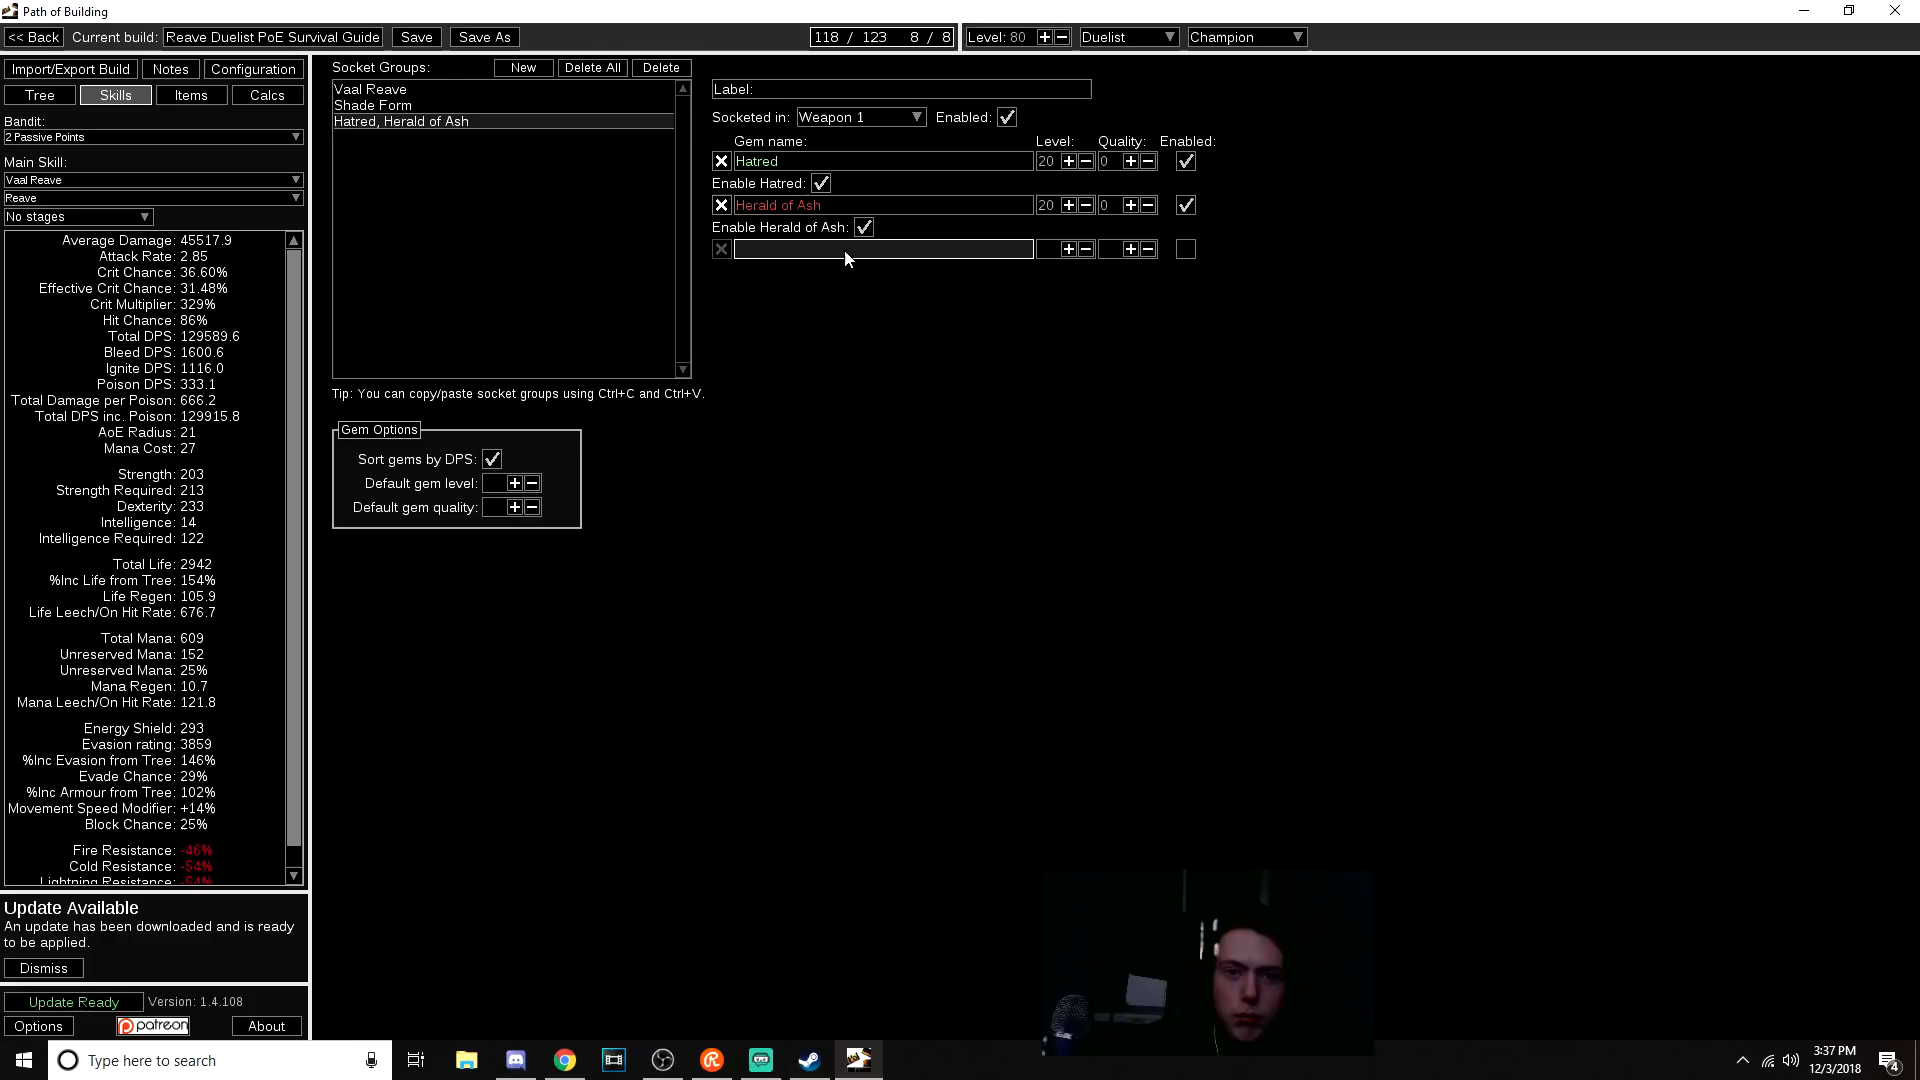 Path of Building
<< Back
Current build:
Reave Duelist PoE Survival Guide
Save
Save As
118 / 123 8 / 8
Level: 80
Duelist
Champion
Import/Export Build
Notes
Configuration
Tree
Skills
Items
Calcs
Bandit:
2 Passive Points
Main Skill:
Vaal Reave
Reave
No stages
Average Damage: 45517.9
Attack Rate: 2.85
Crit Chance: 36.60%
Effective Crit Chance: 31.48%
Crit Multiplier: 329%
Hit Chance: 86%
Total DPS: 129589.6
Bleed DPS: 1600.6
Ignite DPS: 1116.0
Poison DPS: 333.1
Total Damage per Poison: 666.2
Total DPS inc. Poison: 129915.8
AoE Radius: 21
Mana Cost: 27
Strength: 203
Strength Required: 213
Dexterity: 233
Intelligence: 14
Intelligence Required: 122
Total Life: 2942
%Inc Life from Tree: 154%
Life Regen: 105.9
Life Leech/On Hit Rate: 676.7
Total Mana: 609
Unreserved Mana: 152
Unreserved Mana: 25%
Mana Regen: 10.7
Mana Leech/On Hit Rate: 121.8
Energy Shield: 293
Evasion rating: 3859
%Inc Evasion from Tree: 146%
Evade Chance: 29%
%Inc Armour from Tree: 102%
Movement Speed Modifier: +14%
Block Chance: 25%
Fire Resistance: -46%
Cold Resistance: -54%
Lightning Resistance: -54%
Update Available
An update has been downloaded and is ready
to be applied.
Dismiss
Update Ready
Version: 1.4.108
Options
patreon
About
Socket Groups:
New
Delete All
Delete
Vaal Reave
Shade Form
Hatred, Herald of Ash
Tip: You can copy/paste socket groups using Ctrl+C and Ctrl+V.
Gem Options
Sort gems by DPS:
Default gem level:
Default gem quality:
Label:
Socketed in:
Weapon 1
Enabled:
Gem name:
Level:
Quality:
Enabled:
Hatred
20
0
Enable Hatred:
Herald of Ash
20
0
Enable Herald of Ash:
Type here to search
3:37 PM
12/3/2018
4